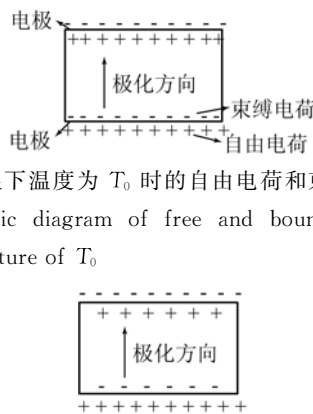 电极
极化方向
束缚电荷
电极
自由电荷
下温度为 T₀ 时的自由电荷和
ic diagram of free and boun
ture of T₀
极化方向